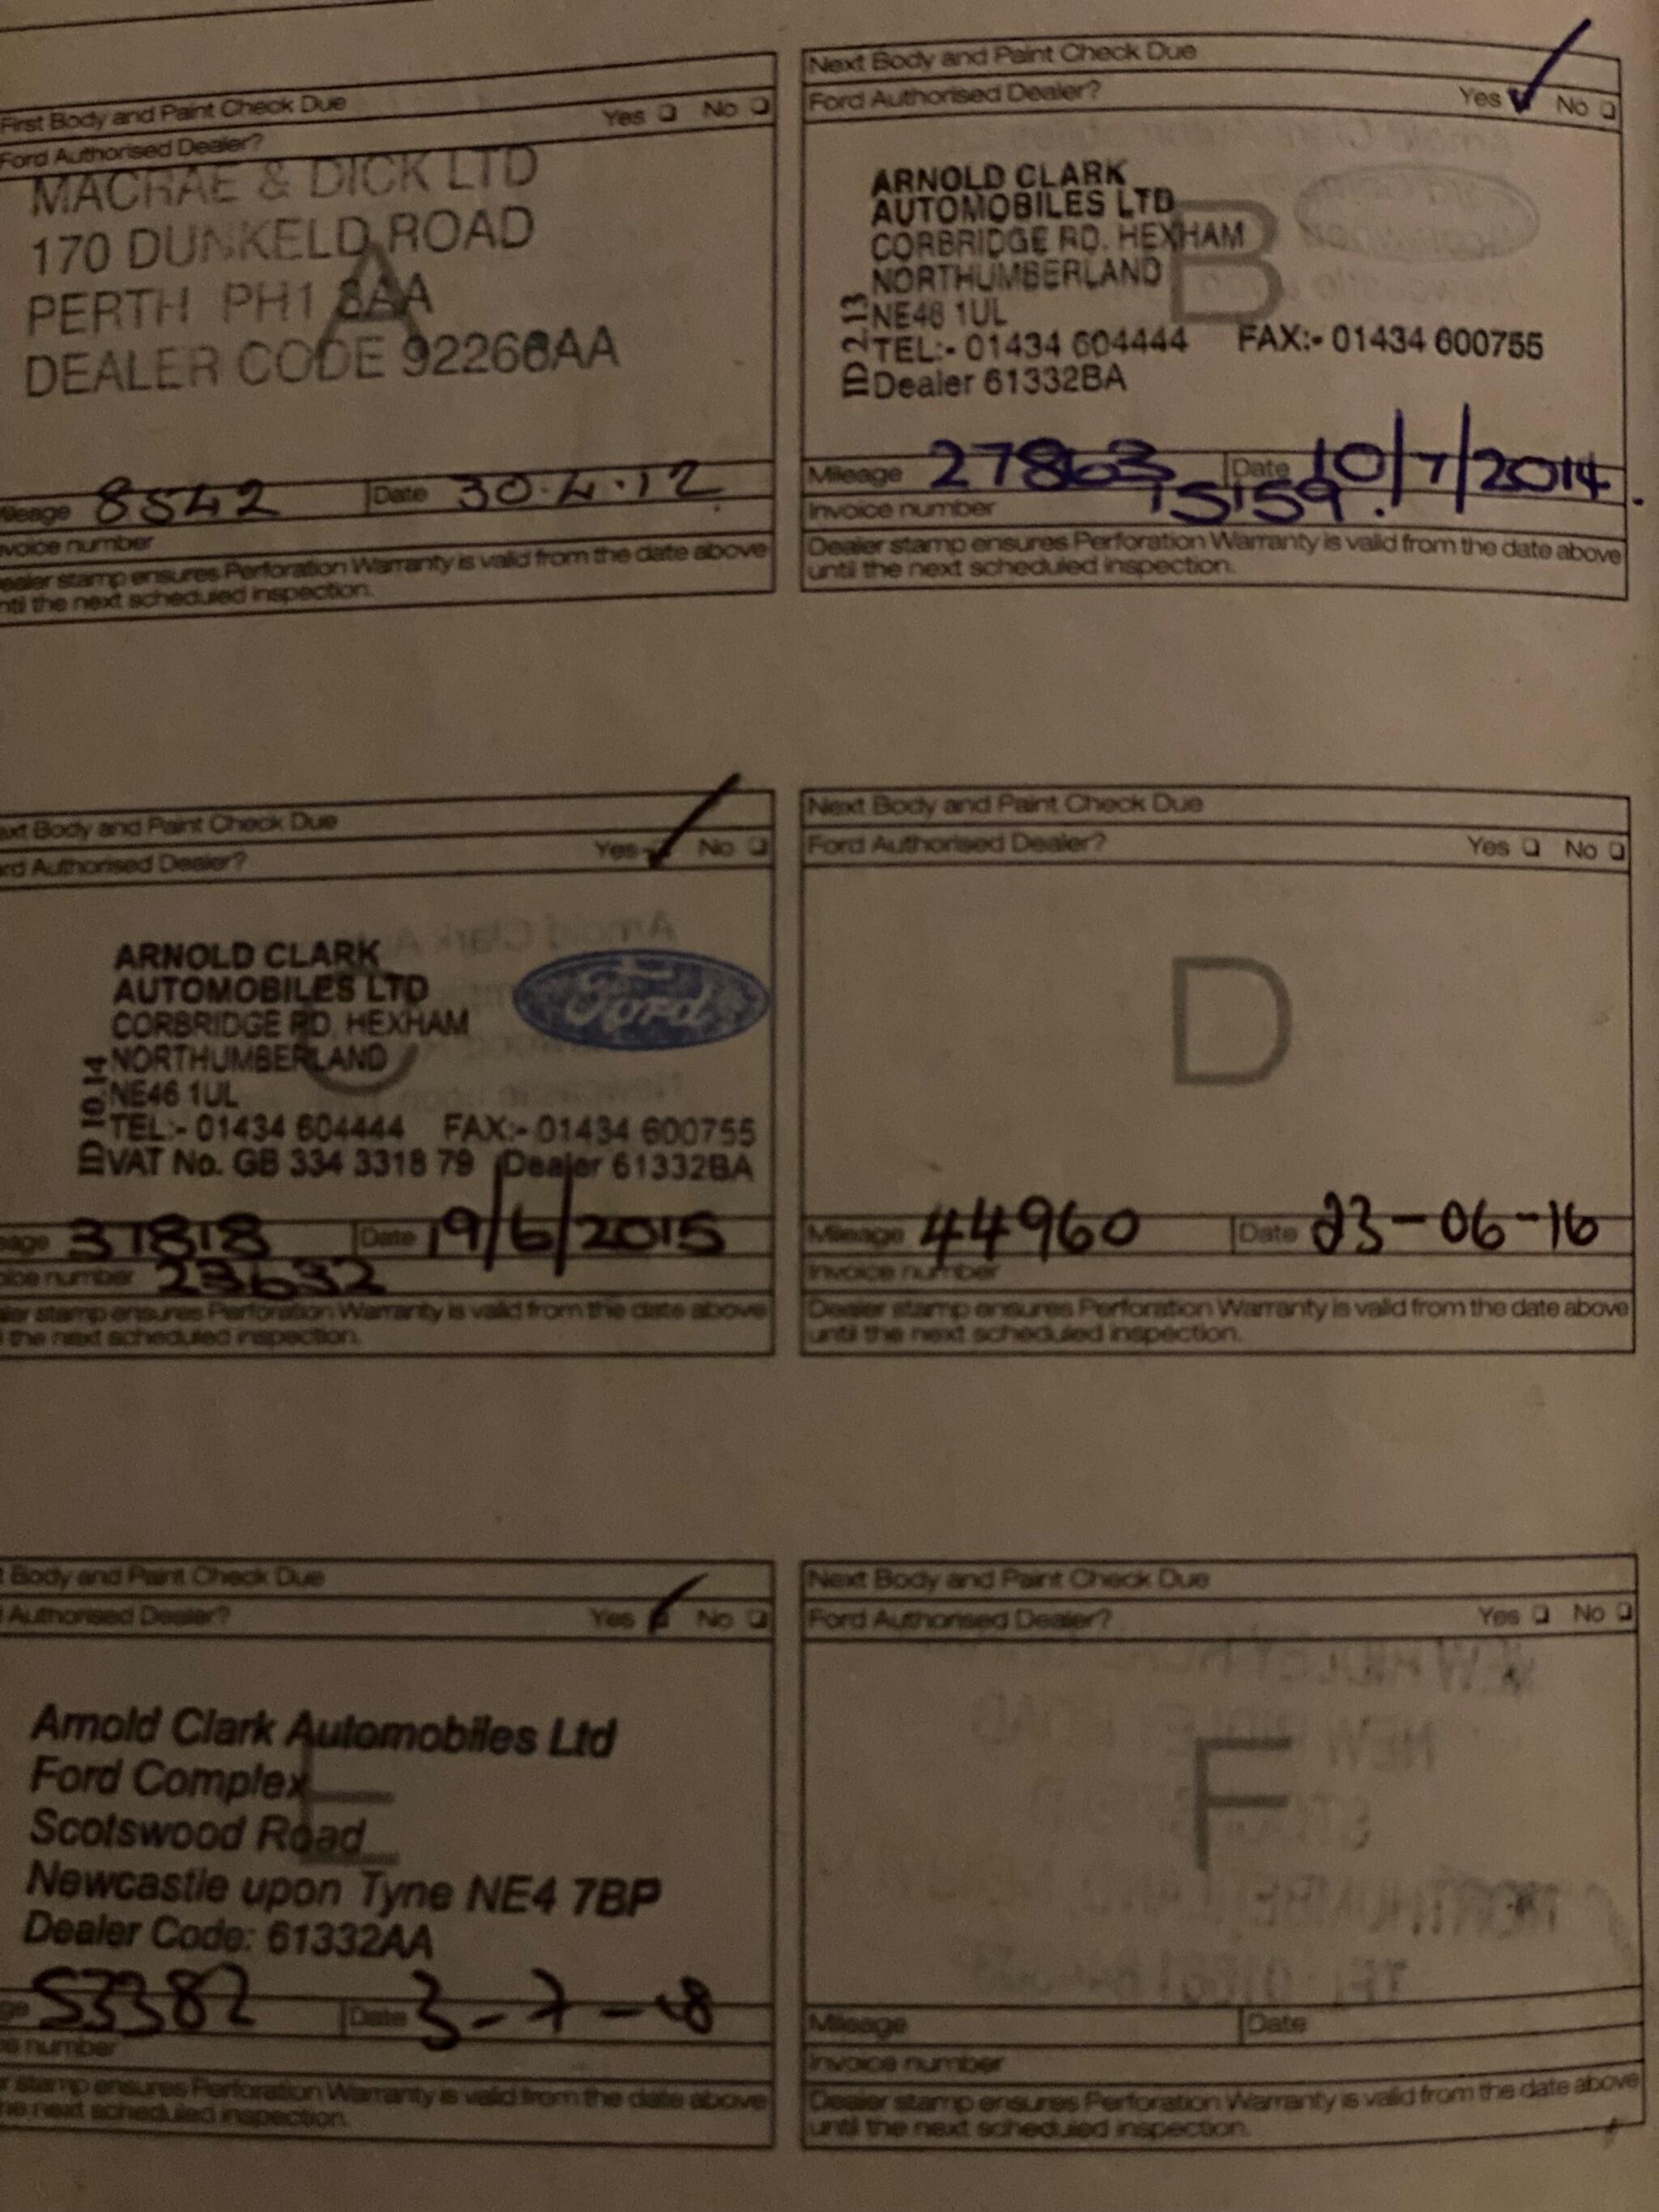 First Body and Paint Check Due
Ford Authorised Dealer? Yes No
MACRAE & DICK LTD
170 DUNKELD ROAD
PERTH PH1 8AA
A
DEALER CODE 92266AA
Mileage 8542 Date 30.4.12
Invoice number
Dealer stamp ensures Perforation Warranty is valid from the date above
until the next scheduled inspection.
Next Body and Paint Check Due
Ford Authorised Dealer? Yes No
ARNOLD CLARK
AUTOMOBILES LTD
CORBRIDGE RD. HEXHAM
B
NORTHUMBERLAND
NE46 1UL
TEL:- 01434 604444 FAX:- 01434 600755
Dealer 61332BA
ID 2/13
Mileage 27863 Date 10/7/2014.
Invoice number 15159.
Dealer stamp ensures Perforation Warranty is valid from the date above
until the next scheduled inspection.
ext Body and Paint Check Due
rd Authorised Dealer? Yes No
ARNOLD CLARK
AUTOMOBILES LTD
Ford
CORBRIDGE RD. HEXHAM
NORTHUMBERLAND
NE46 1UL
TEL:- 01434 604444 FAX:- 01434 600755
VAT No. GB 334 3318 79 Dealer 61332BA
ID 10.14
eage 37818 Date 19/6/2015
oice number 23632
ler stamp ensures Perforation Warranty is valid from the date above
l the next scheduled inspection.
Next Body and Paint Check Due
Ford Authorised Dealer? Yes No
D
Mileage 44960 Date 23-06-16
Invoice number
Dealer stamp ensures Perforation Warranty is valid from the date above
until the next scheduled inspection.
t Body and Paint Check Due
Authorised Dealer? Yes No
Arnold Clark Automobiles Ltd
Ford Complex
E
Scotswood Road
Newcastle upon Tyne NE4 7BP
Dealer Code: 61332AA
ge 53382 Date 3-7-18
e number
r stamp ensures Perforation Warranty is valid from the date above
he next scheduled inspection.
Next Body and Paint Check Due
Ford Authorised Dealer? Yes No
F
Mileage Date
Invoice number
Dealer stamp ensures Perforation Warranty is valid from the date above
until the next scheduled inspection.